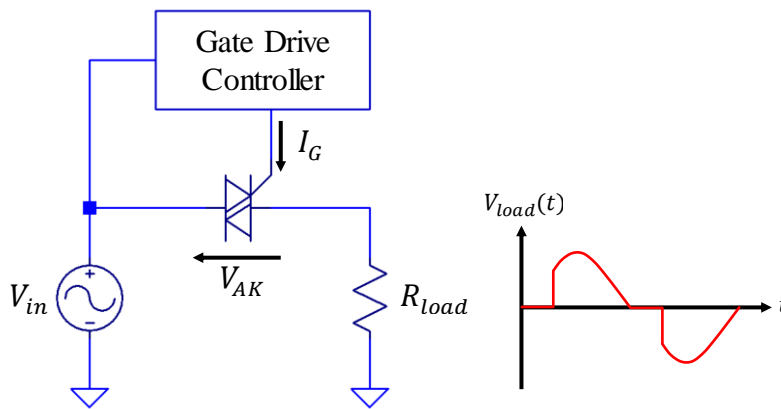 Gate Drive
Controller
I_G
V_AK
V_in
+
−
R_load
V_load(t)
t